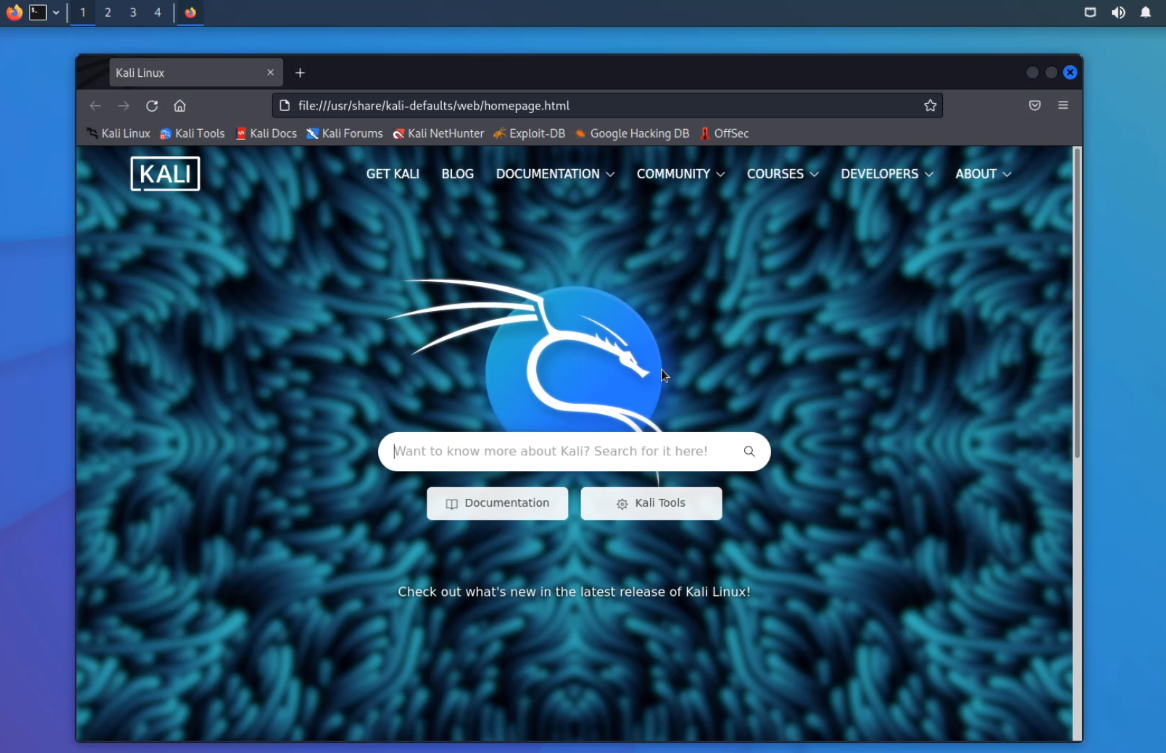 1 2 3 4
Kali Linux
file:///usr/share/kali-defaults/web/homepage.html
Kali Linux Kali Tools Kali Docs Kali Forums Kali NetHunter Exploit-DB Google Hacking DB OffSec
KALI GET KALI BLOG DOCUMENTATION COMMUNITY COURSES DEVELOPERS ABOUT
Want to know more about Kali? Search for it here!
Documentation Kali Tools
Check out what's new in the latest release of Kali Linux!